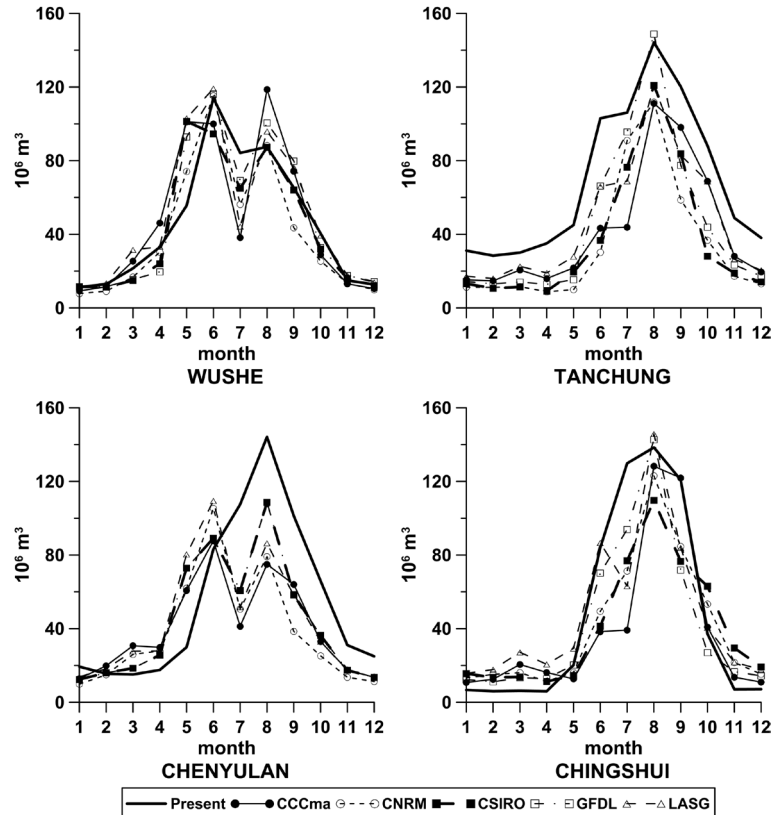 160
120
80
40
0
10⁶ m³
1 2 3 4 5 6 7 8 9 10 11 12
month
WUSHE
160
120
80
40
0
10⁶ m³
1 2 3 4 5 6 7 8 9 10 11 12
month
TANCHUNG
160
120
80
40
0
10⁶ m³
1 2 3 4 5 6 7 8 9 10 11 12
month
CHENYULAN
160
120
80
40
0
10⁶ m³
1 2 3 4 5 6 7 8 9 10 11 12
month
CHINGSHUI
Present CCCma CNRM CSIRO GFDL LASG